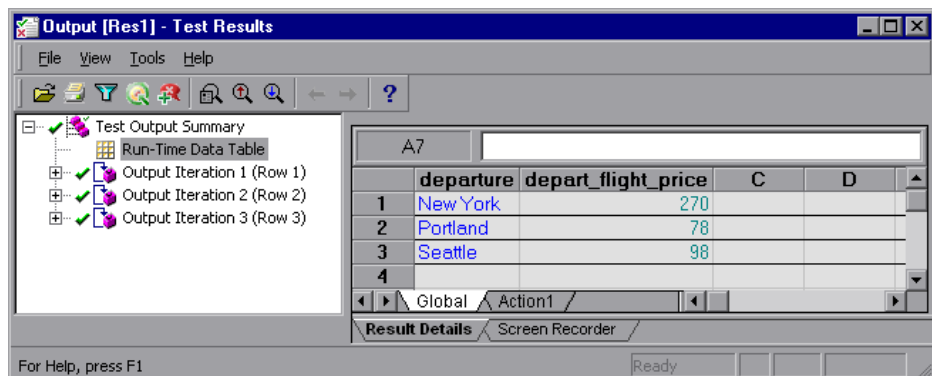 Output [Res1] - Test Results
File View Tools Help
?
Test Output Summary
Run-Time Data Table
Output Iteration 1 (Row 1)
Output Iteration 2 (Row 2)
Output Iteration 3 (Row 3)
A7
departure depart_flight_price C D
1 New York 270
2 Portland 78
3 Seattle 98
4
Global Action1
Result Details Screen Recorder
For Help, press F1 Ready